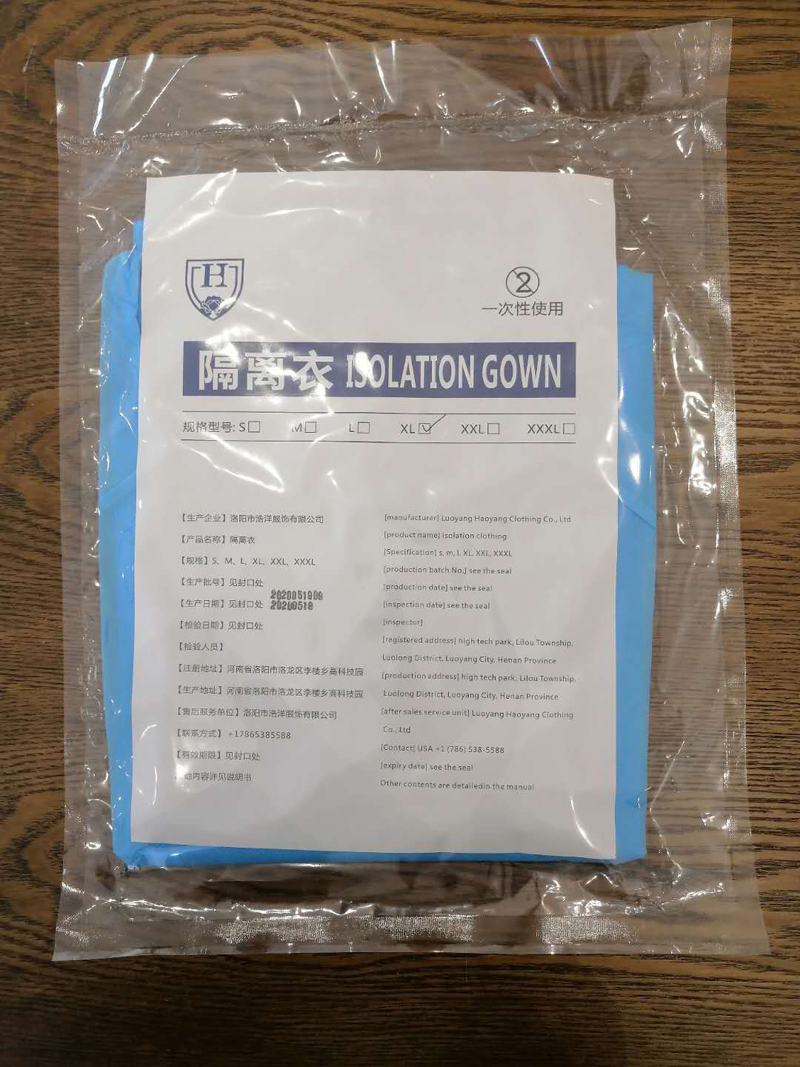 H
2
一次性使用
隔离衣 ISOLATION GOWN
规格型号: S□ M□ L□ XL☑ XXL□ XXXL□
【生产企业】洛阳市浩洋服饰有限公司
【产品名称】隔离衣
【规格】S、M、L、XL、XXL、XXXL
【生产批号】见封口处
【生产日期】见封口处
20200518
【检验日期】见封口处
【检验人员】
【注册地址】河南省洛阳市洛龙区李楼乡高科技园
【生产地址】河南省洛阳市洛龙区李楼乡高科技园
【售后服务单位】洛阳市浩洋服饰有限公司
【联系方式】+17865385588
【有效期限】见封口处
内容详见说明书
[manufacturer] Luoyang Haoyang Clothing Co., Ltd
[product name] isolation clothing
[Specification] s, m, l, XL, XXL, XXXL
[production batch No.] see the seal
[production date] see the seal
[inspection date] see the seal
[inspector]
[registered address] high tech park, Lilou Township,
Luolong District, Luoyang City, Henan Province
[production address] high tech park, Lilou Township,
Luolong District, Luoyang City, Henan Province
[after sales service unit] Luoyang Haoyang Clothing
Co., Ltd
[Contact] USA +1 (786) 538-5588
[expiry date] see the seal
Other contents are detailedin the manual